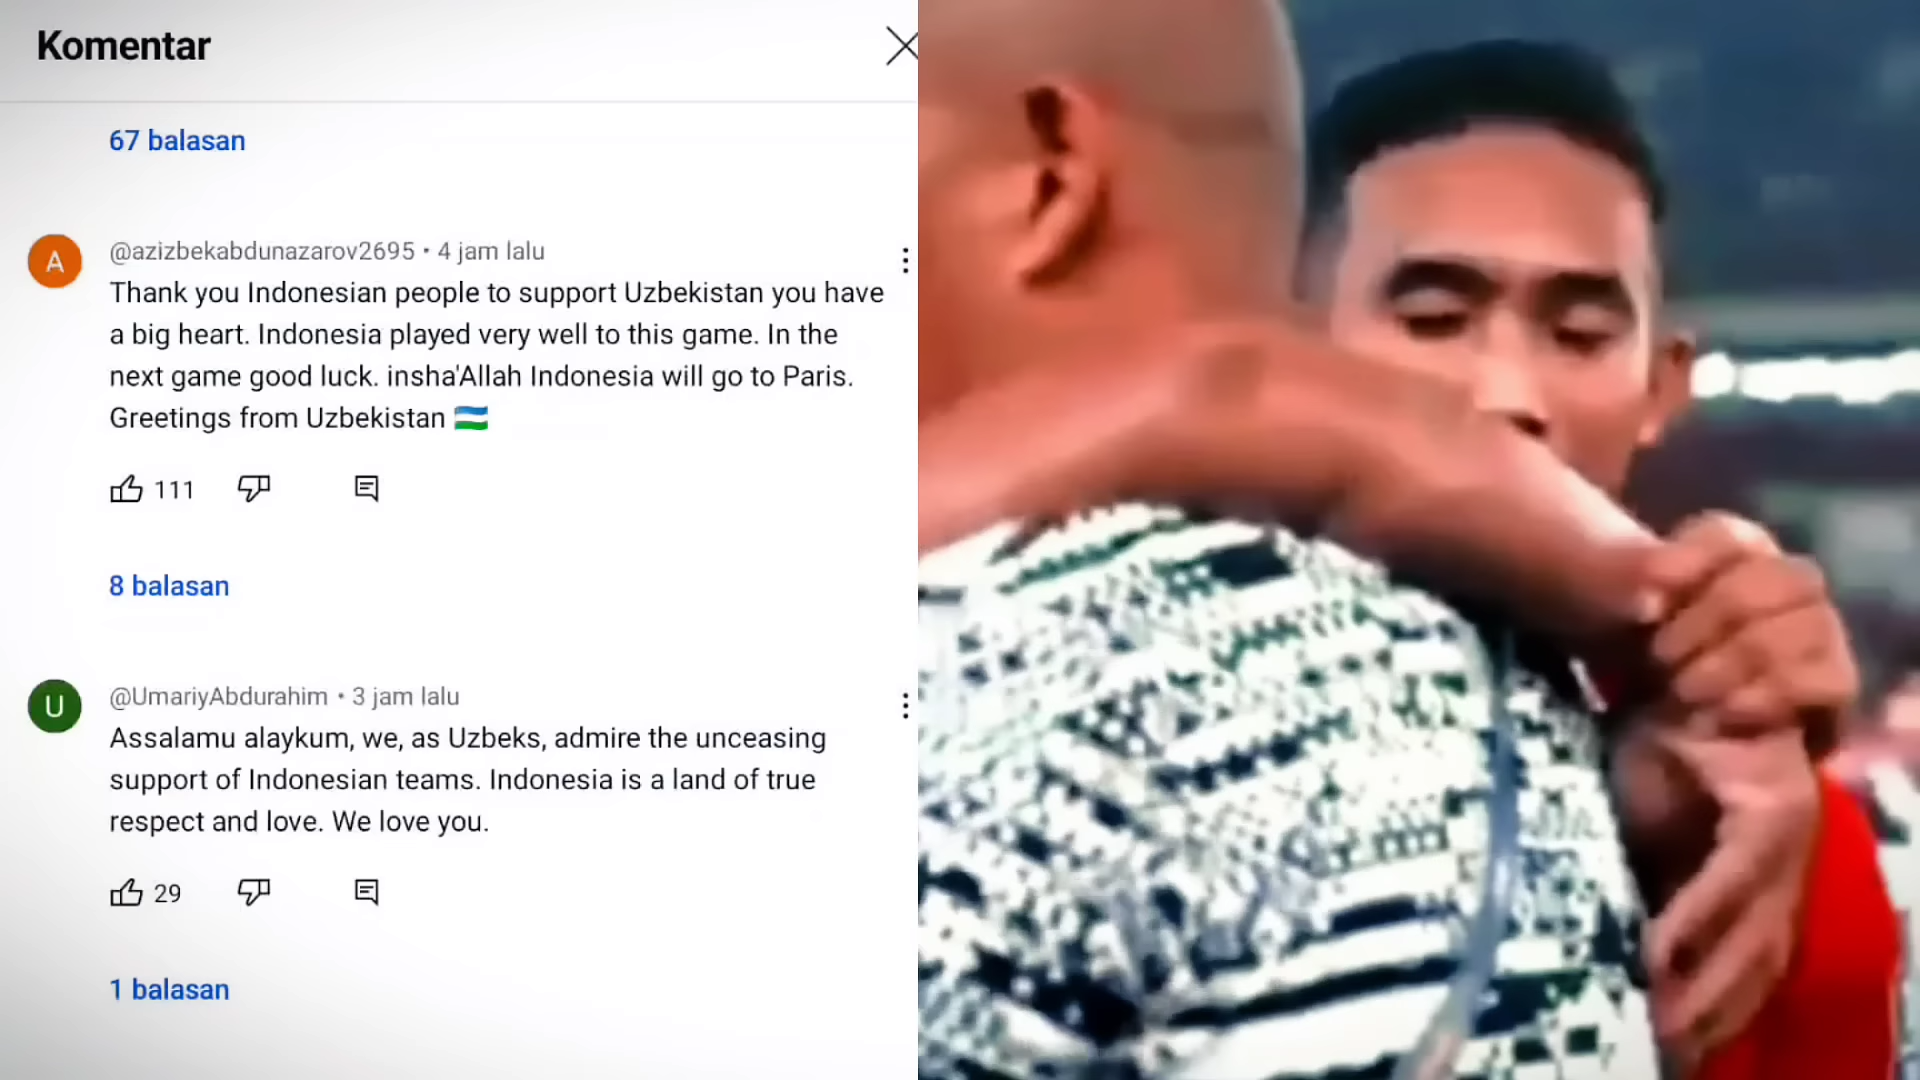 Komentar
67 balasan
@azizbekabdunazarov2695 • 4 jam lalu
Thank you Indonesian people to support Uzbekistan you have
a big heart. Indonesia played very well to this game. In the
next game good luck. insha'Allah Indonesia will go to Paris.
Greetings from Uzbekistan 🇺🇿
111
8 balasan
@UmariyAbdurahim • 3 jam lalu
Assalamu alaykum, we, as Uzbeks, admire the unceasing
support of Indonesian teams. Indonesia is a land of true
respect and love. We love you.
29
1 balasan
A
U